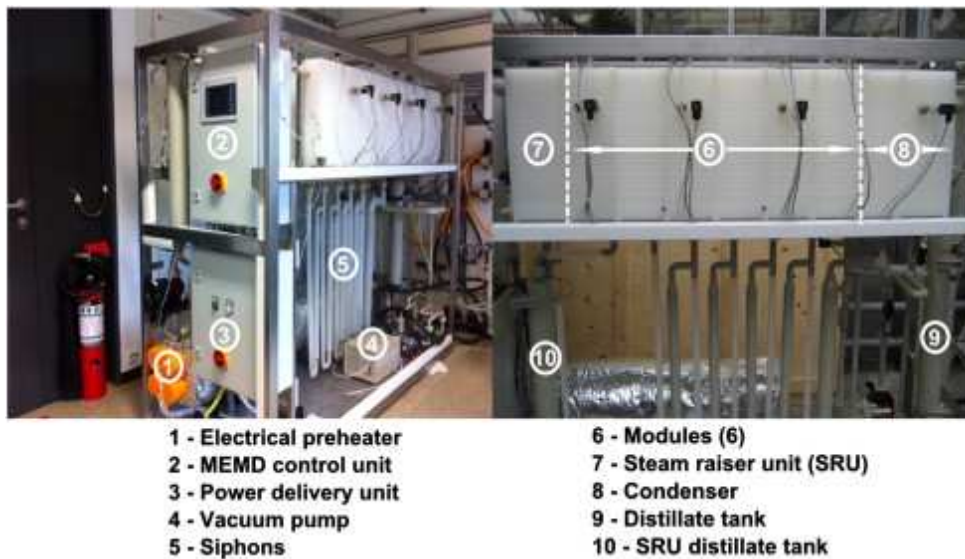 2
5
3
4
1
7
6
8
10
9
1 - Electrical preheater
2 - MEMD control unit
3 - Power delivery unit
4 - Vacuum pump
5 - Siphons
6 - Modules (6)
7 - Steam raiser unit (SRU)
8 - Condenser
9 - Distillate tank
10 - SRU distillate tank